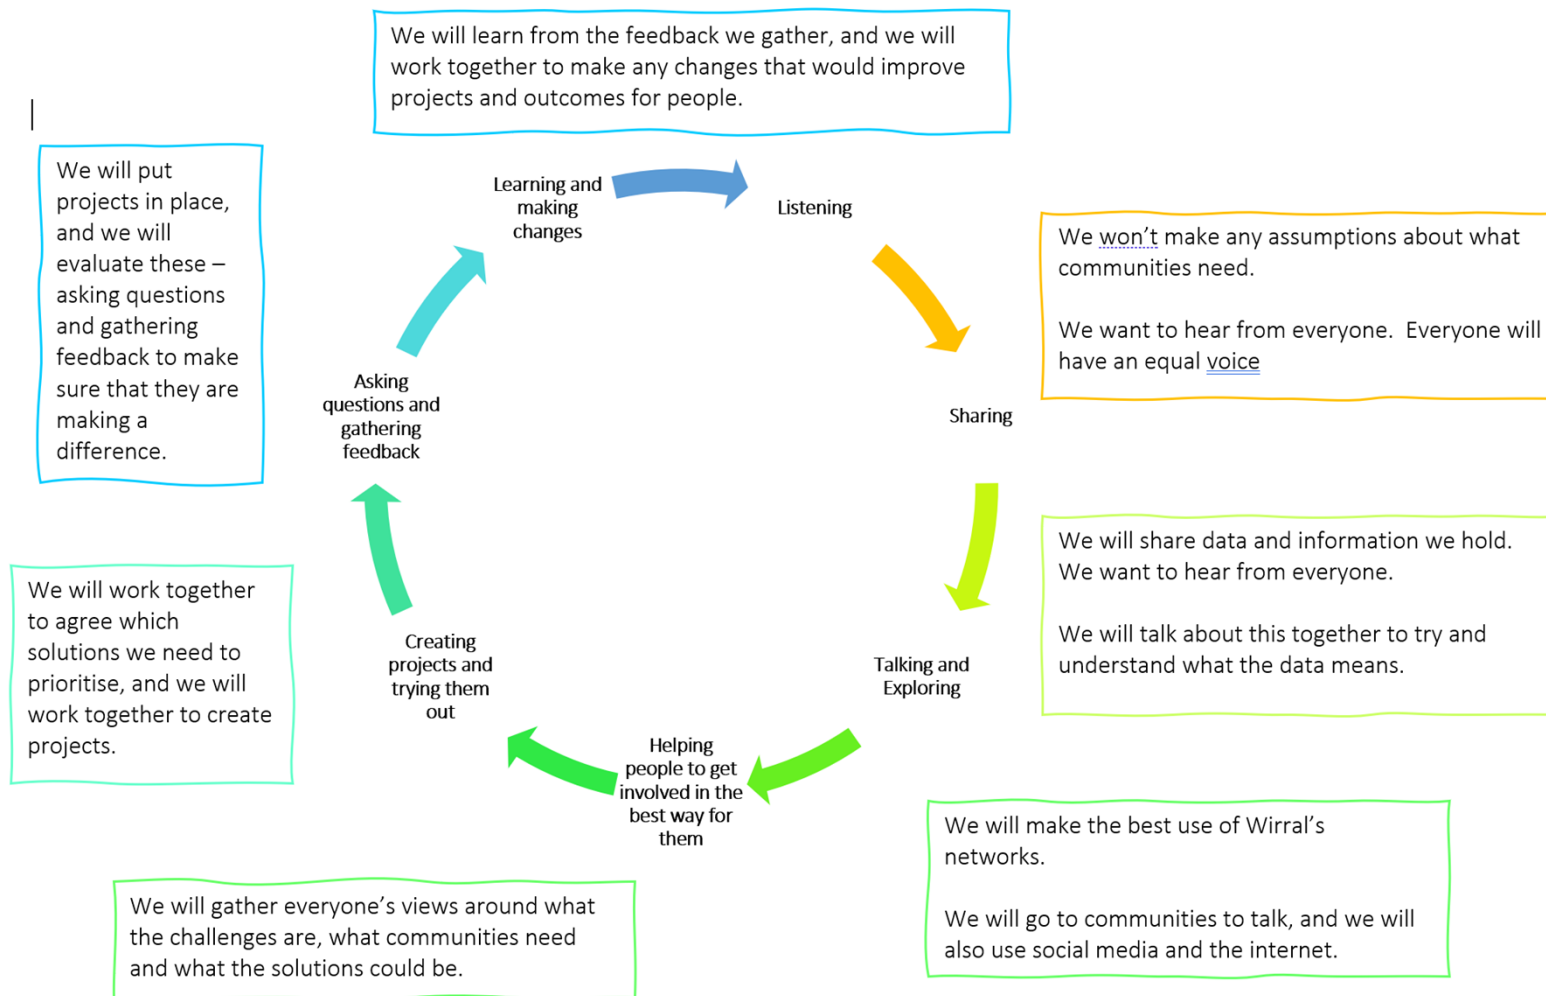 We will learn from the feedback we gather, and we will
work together to make any changes that would improve
projects and outcomes for people.
We will put
projects in place,
and we will
evaluate these –
asking questions
and gathering
feedback to make
sure that they are
making a
difference.
Learning and
making
changes
Listening
We won’t make any assumptions about what
communities need.
We want to hear from everyone.  Everyone will
have an equal voice
Asking
questions and
gathering
feedback
Sharing
We will share data and information we hold.
We want to hear from everyone.
We will talk about this together to try and
understand what the data means.
We will work together
to agree which
solutions we need to
prioritise, and we will
work together to create
projects.
Creating
projects and
trying them
out
Talking and
Exploring
Helping
people to get
involved in the
best way for
them
We will make the best use of Wirral’s
networks.
We will go to communities to talk, and we will
also use social media and the internet.
We will gather everyone’s views around what
the challenges are, what communities need
and what the solutions could be.